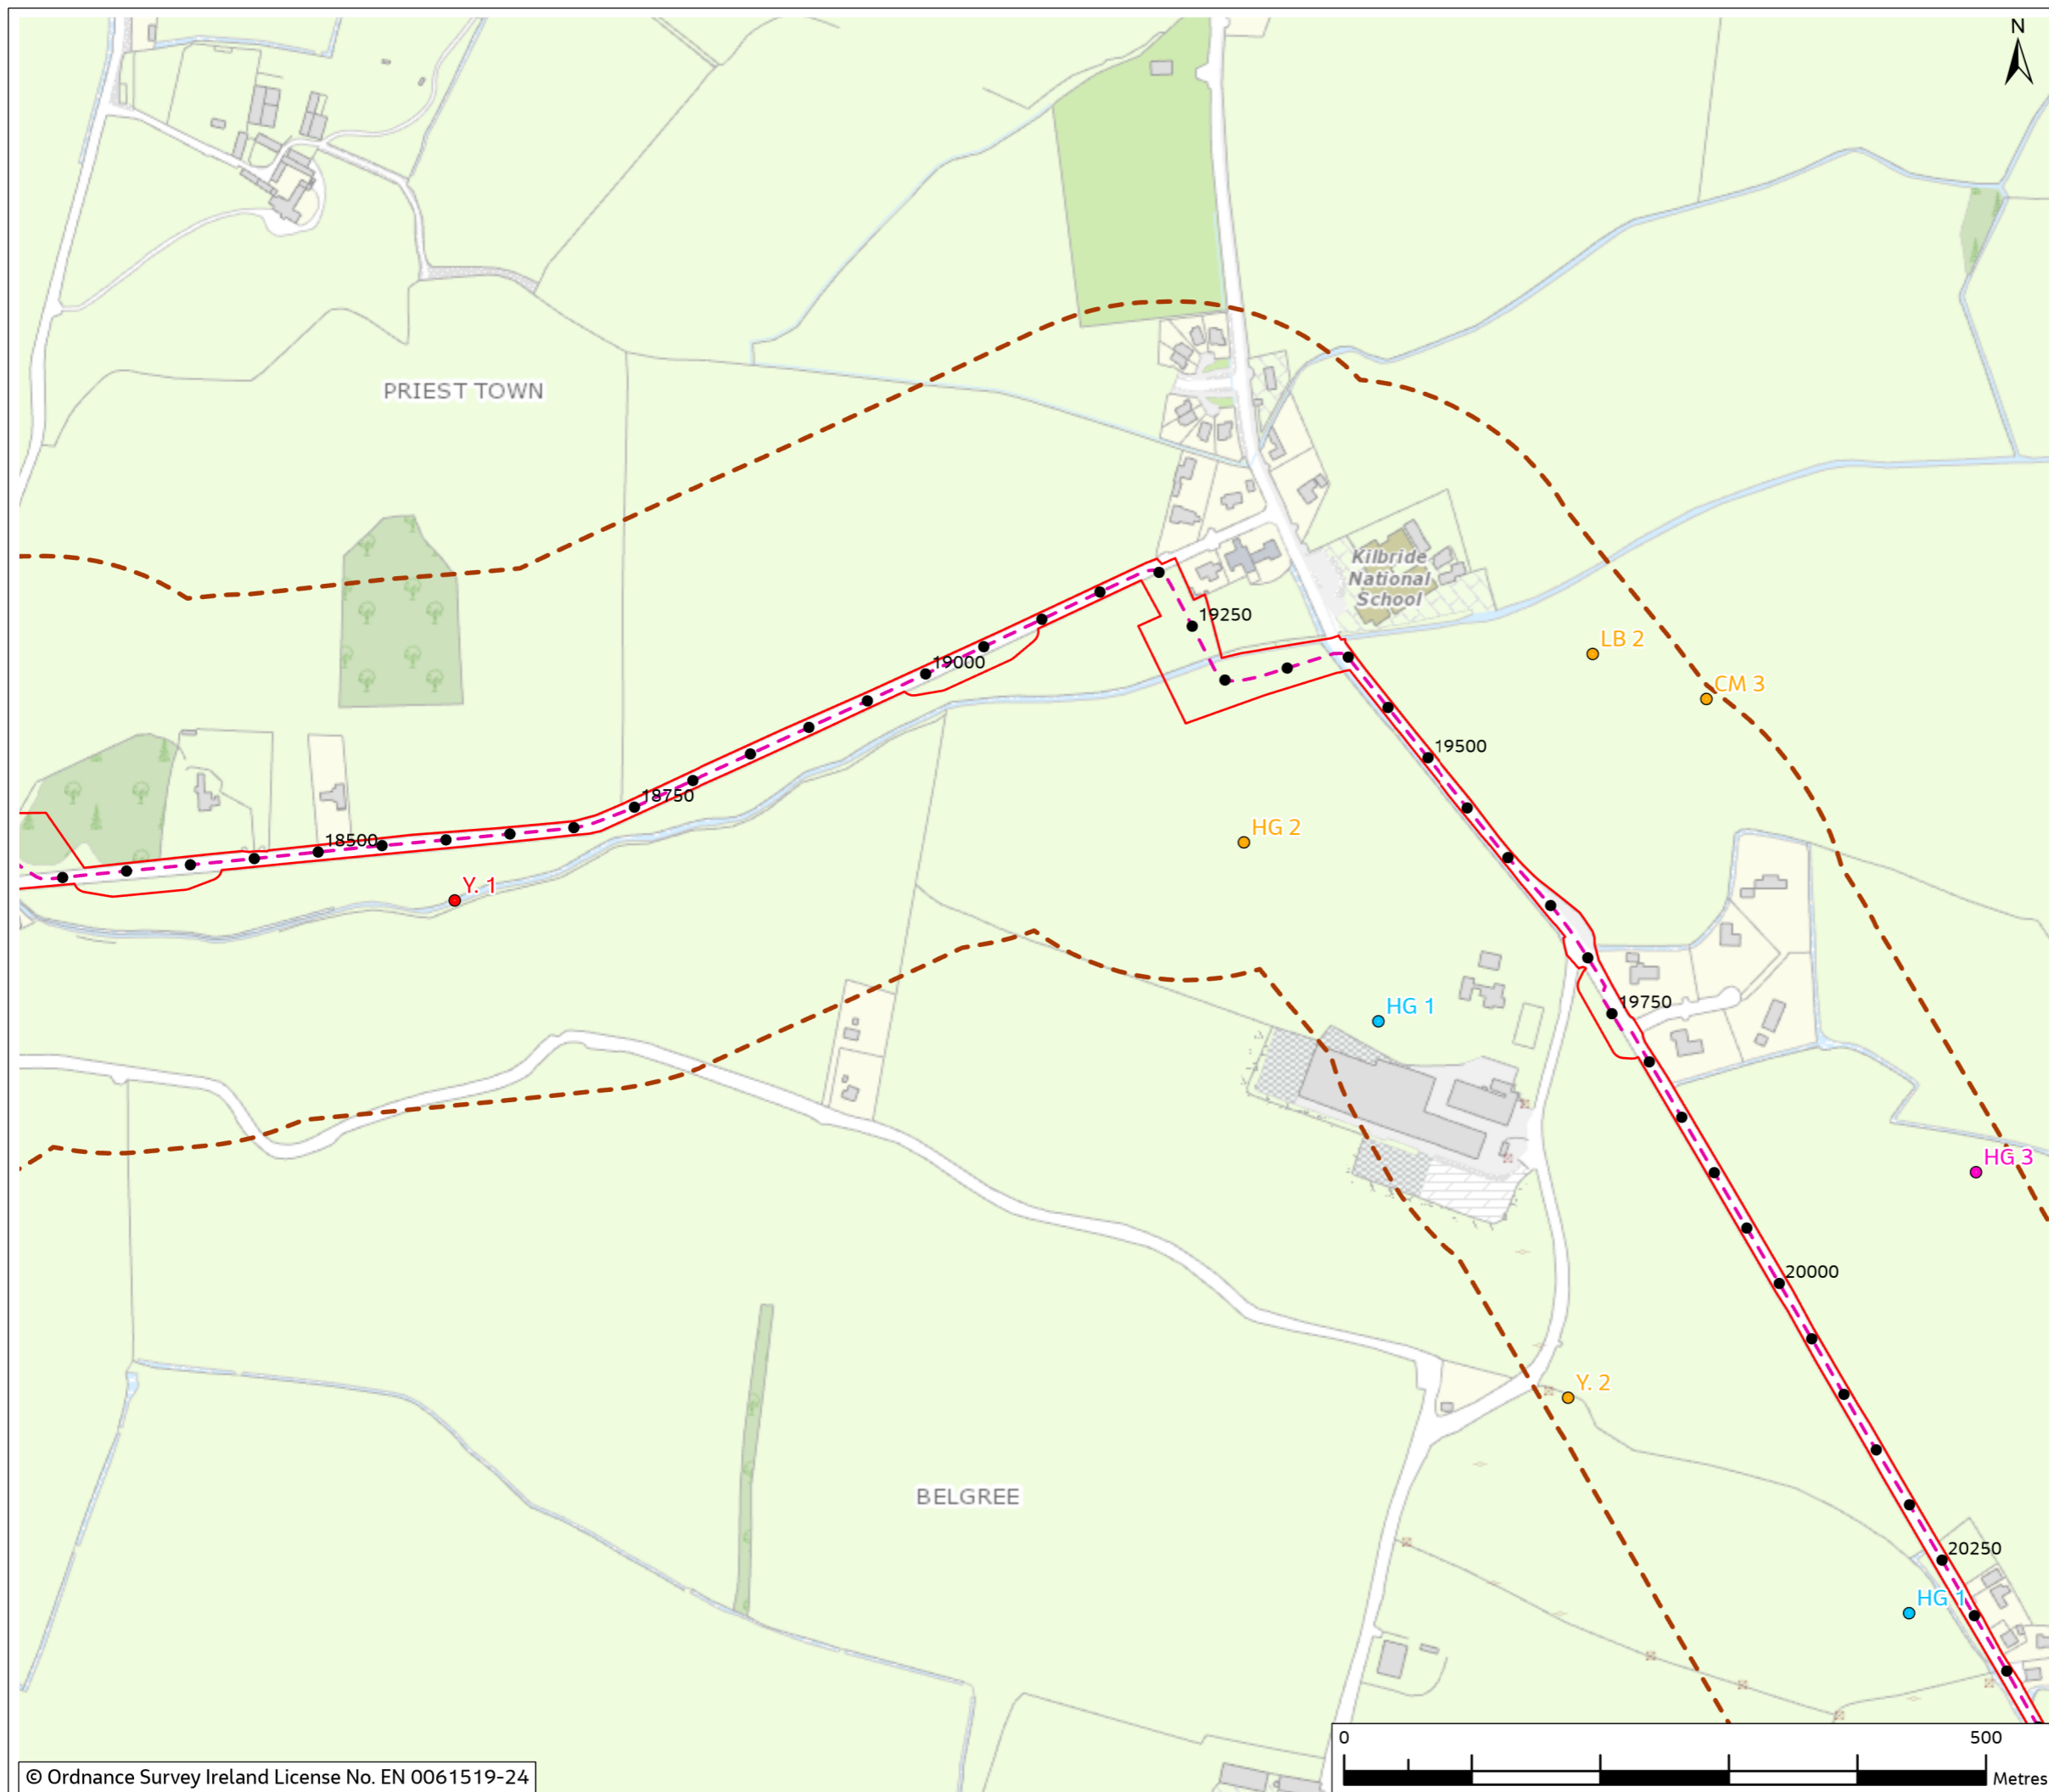 N
PRIEST TOWN
Kilbride
National
School
19250
LB 2
19000
CM 3
19500
18750
HG 2
18500
Y. 1
19750
HG 1
HG 3
20000
Y. 2
BELGREE
20250
HG 1
0 500
Metres
© Ordnance Survey Ireland License No. EN 0061519-24